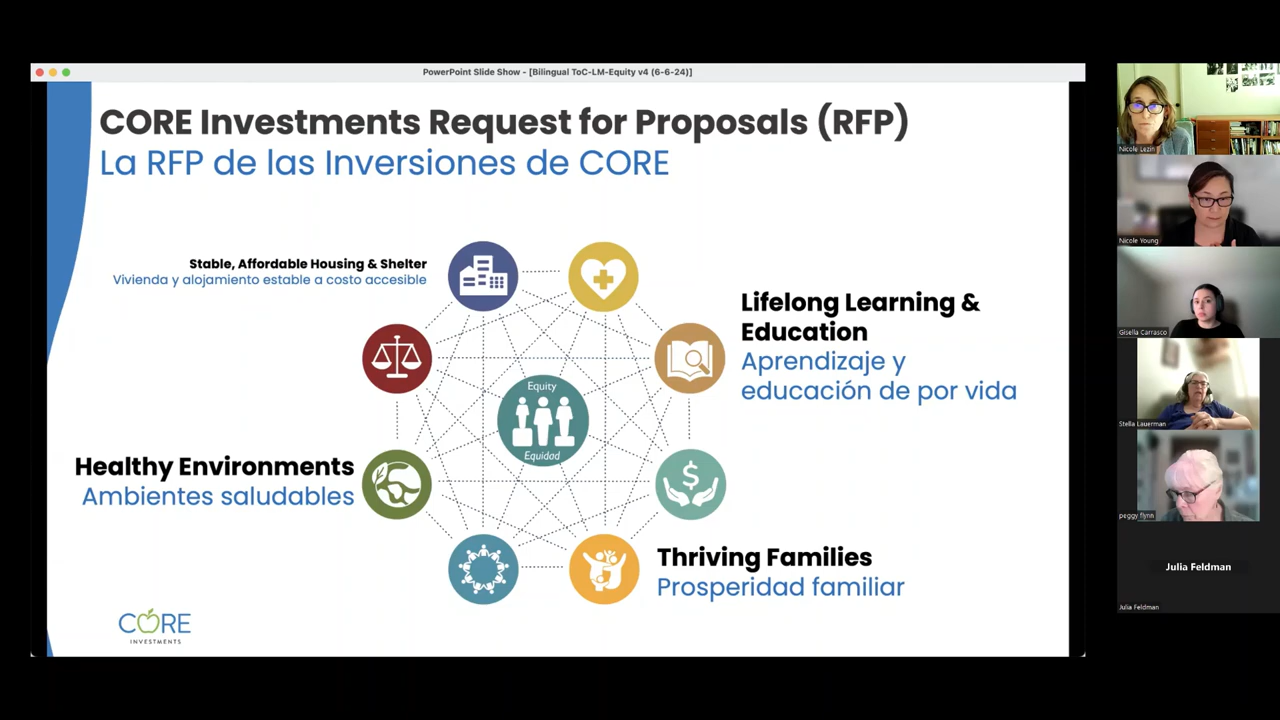 PowerPoint Slide Show - [Bilingual ToC-LM-Equity v4 (6-6-24)]
CORE Investments Request for Proposals (RFP)
La RFP de las Inversiones de CORE
Stable, Affordable Housing & Shelter
Vivienda y alojamiento estable a costo accesible
Lifelong Learning &
Education
Aprendizaje y
educación de por vida
Equity
Equidad
Healthy Environments
Ambientes saludables
$
Thriving Families
Prosperidad familiar
CORE
INVESTMENTS
Nicole Lezin
Nicole Young
Gisella Carrasco
Stella Lauerman
peggy flynn
Julia Feldman
Julia Feldman